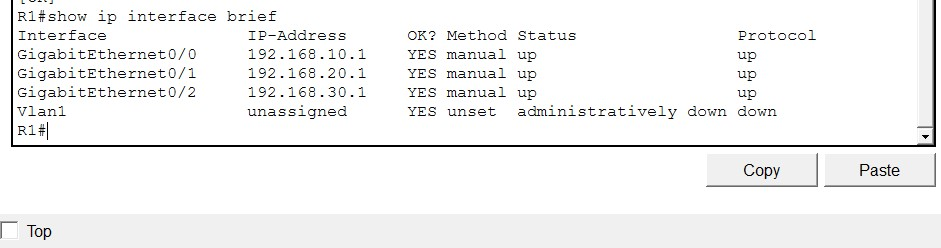 [OK]
R1#show ip interface brief
Interface IP-Address OK? Method Status Protocol
GigabitEthernet0/0 192.168.10.1 YES manual up up
GigabitEthernet0/1 192.168.20.1 YES manual up up
GigabitEthernet0/2 192.168.30.1 YES manual up up
Vlan1 unassigned YES unset administratively down down
R1#
Copy Paste
Top